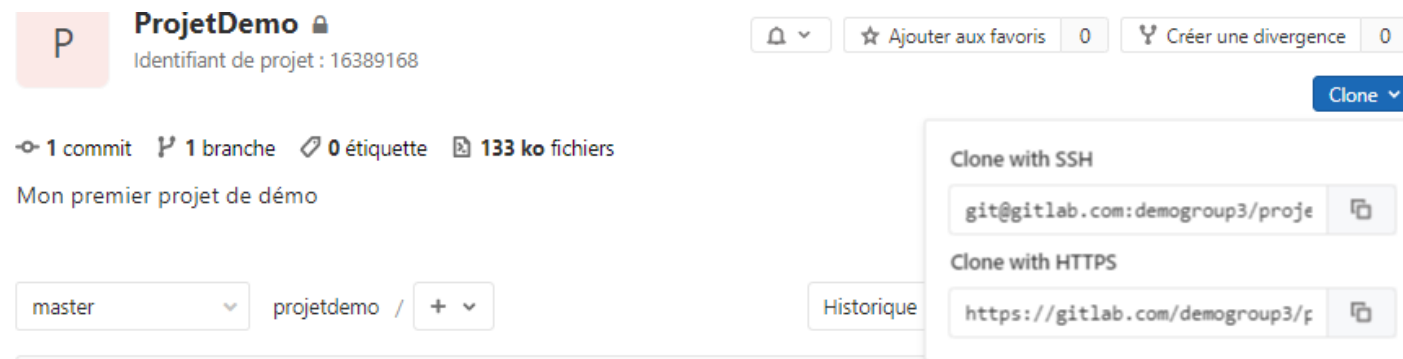 P
ProjetDemo
Identifiant de projet : 16389168
Ajouter aux favoris 0
Créer une divergence 0
Clone
1 commit 1 branche 0 étiquette 133 ko fichiers
Mon premier projet de démo
Clone with SSH
git@gitlab.com:demogroup3/proje
Clone with HTTPS
https://gitlab.com/demogroup3/p
master projetdemo / + Historique